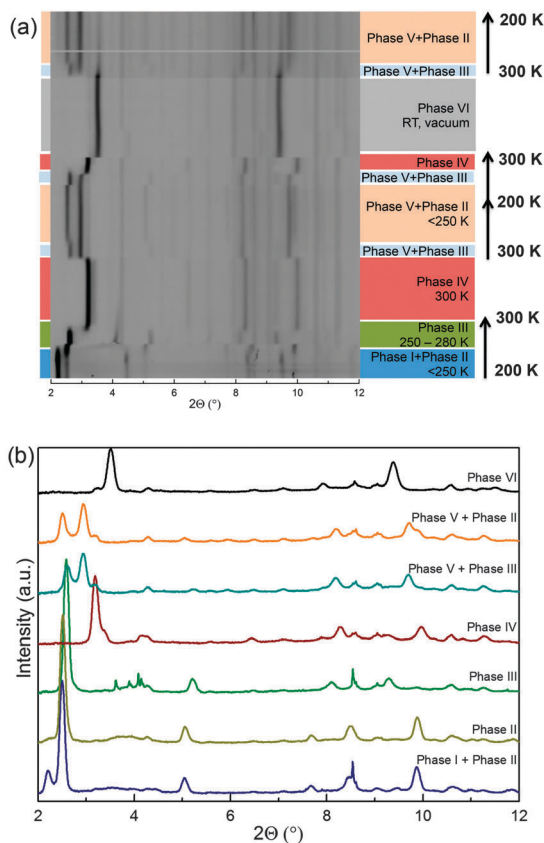 (a)
200 K
Phase V+Phase II
Phase V+Phase III
300 K
Phase VI
RT, vacuum
Phase IV
300 K
Phase V+Phase III
200 K
Phase V+Phase II
<250 K
Phase V+Phase III
300 K
Phase IV
300 K
300 K
Phase III
250 – 280 K
Phase I+Phase II
<250 K
200 K
2 4 6 8 10 12
2Θ (°)
(b)
Phase VI
Phase V + Phase II
Phase V + Phase III
Phase IV
Phase III
Phase II
Phase I + Phase II
Intensity (a.u.)
2 4 6 8 10 12
2Θ (°)